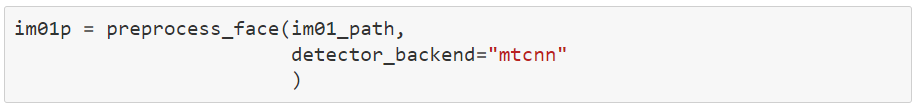 im01p = preprocess_face(im01_path,
                        detector_backend="mtcnn"
                        )